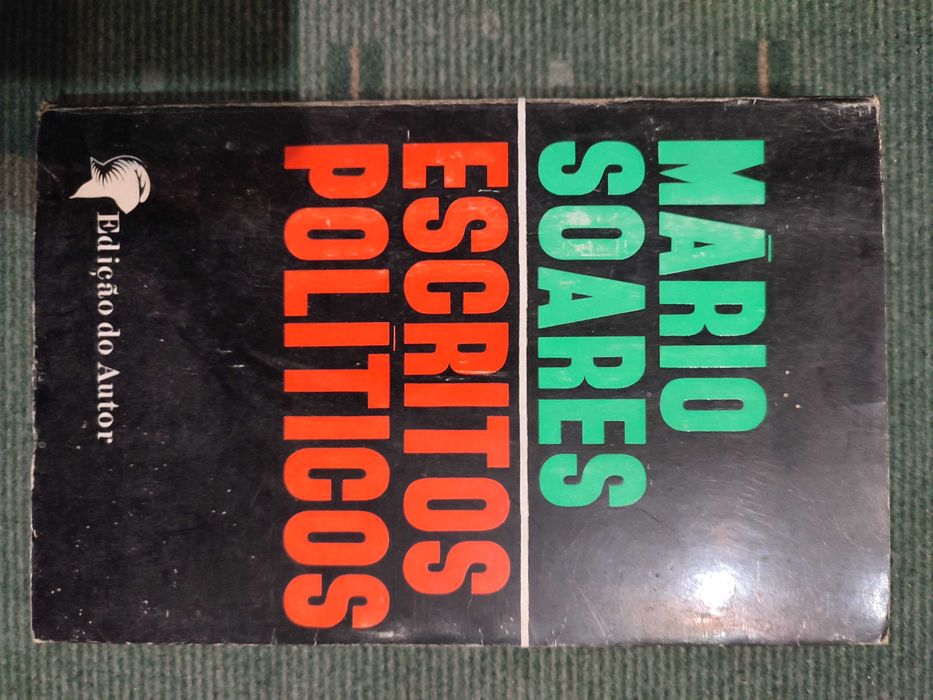 MÁRIO
SOARES
ESCRITOS
POLÍTICOS
Edição do Autor